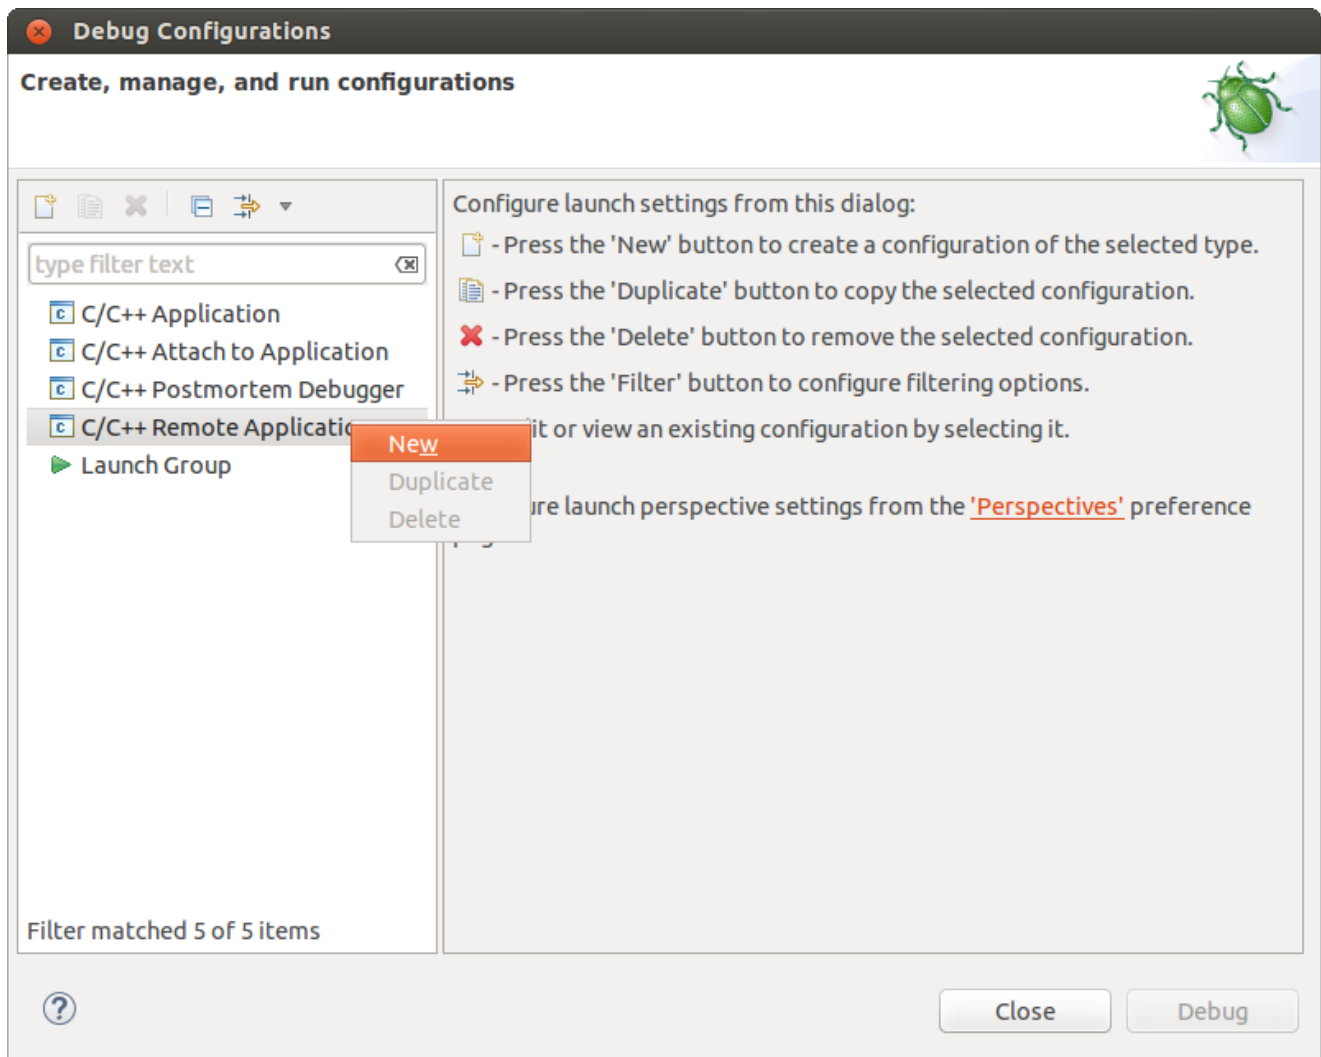 Debug Configurations
Create, manage, and run configurations
type filter text
C/C++ Application
C/C++ Attach to Application
C/C++ Postmortem Debugger
C/C++ Remote Applicatio
Launch Group
Filter matched 5 of 5 items
New
Duplicate
Delete
Configure launch settings from this dialog:
- Press the 'New' button to create a configuration of the selected type.
- Press the 'Duplicate' button to copy the selected configuration.
- Press the 'Delete' button to remove the selected configuration.
- Press the 'Filter' button to configure filtering options.
it or view an existing configuration by selecting it.
ure launch perspective settings from the 'Perspectives' preference
Close
Debug